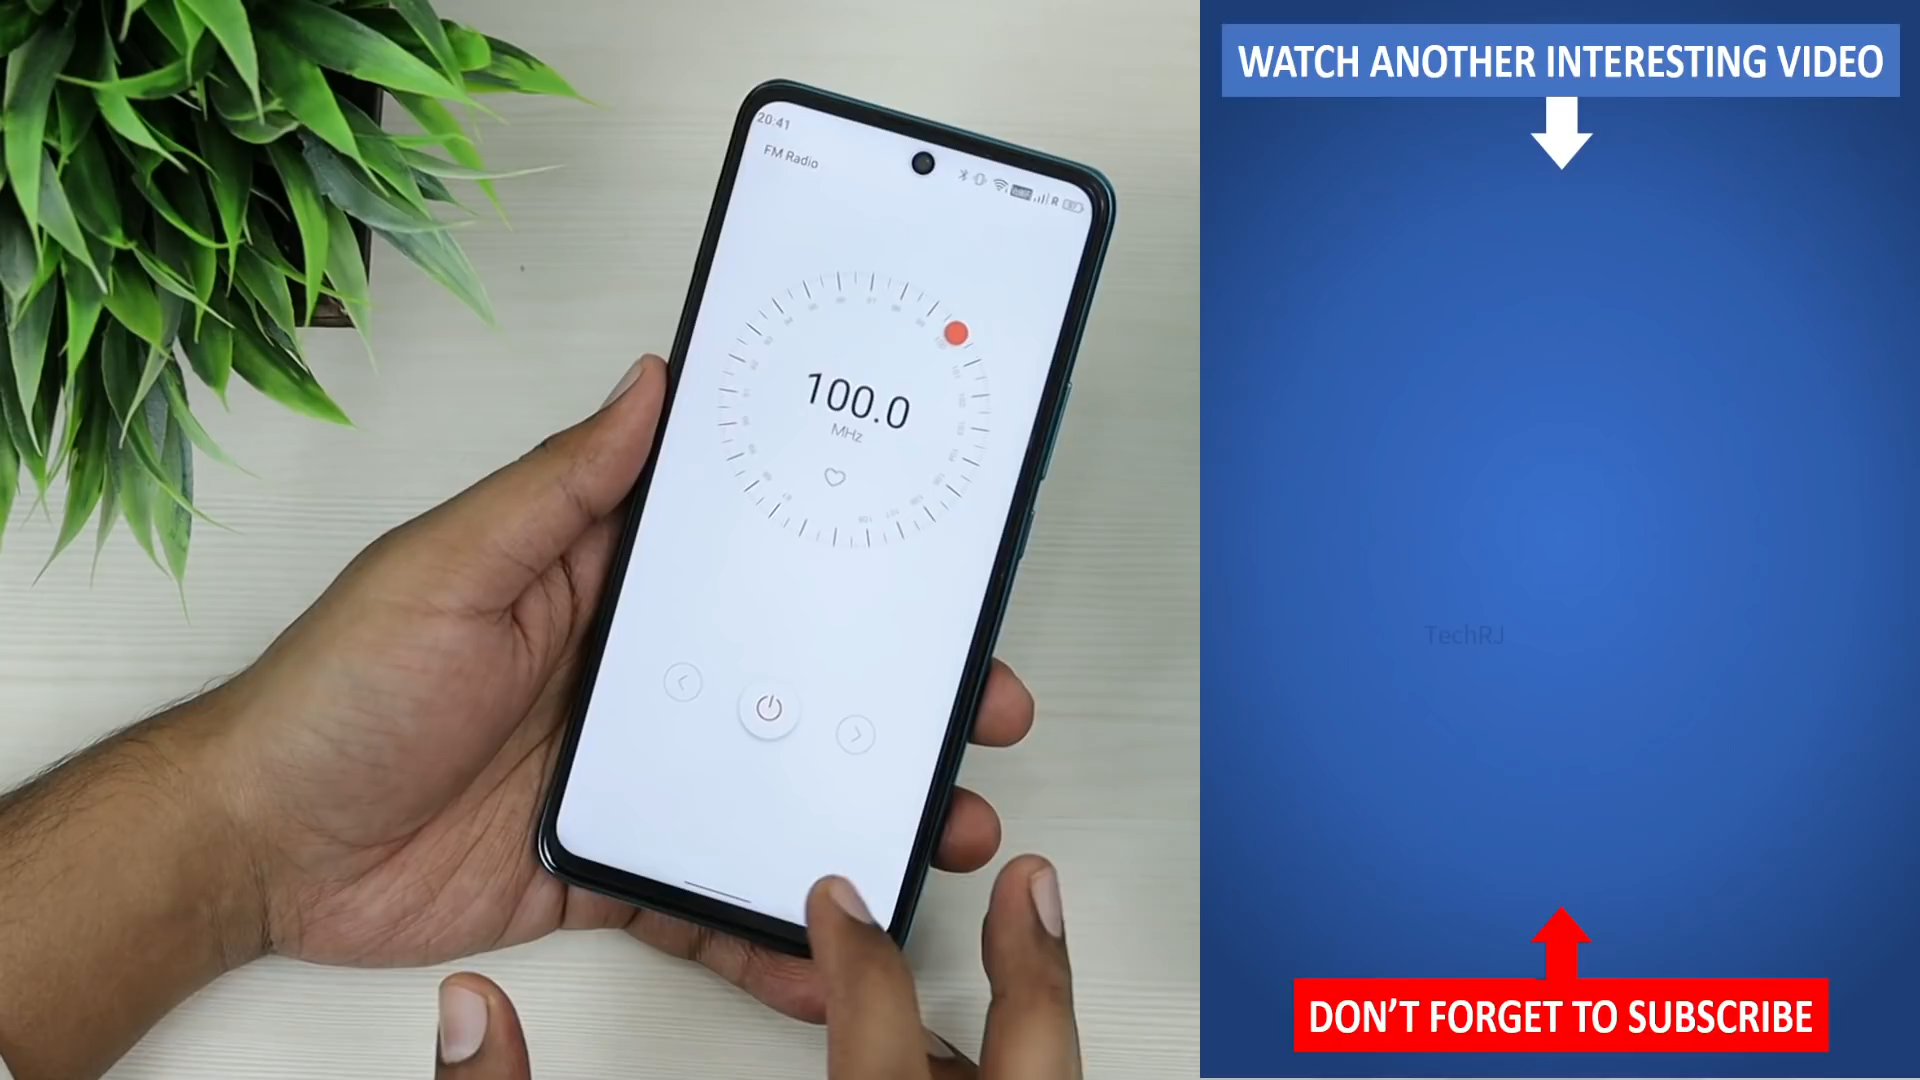 WATCH ANOTHER INTERESTING VIDEO
20:41
FM Radio
100.0
MHz
TechRJ
DON'T FORGET TO SUBSCRIBE